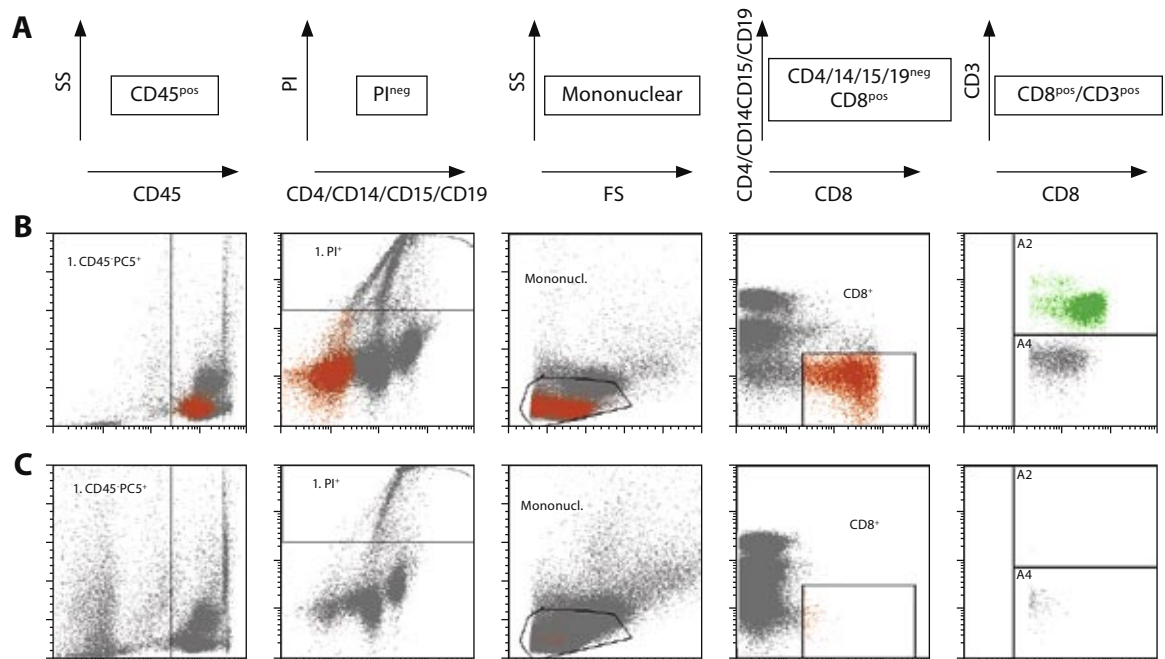 A
SS
CD45pos
CD45
PI
PIneg
CD4/CD14/CD15/CD19
SS
Mononuclear
FS
CD4/CD14CD15/CD19
CD4/14/15/19neg
CD8pos
CD8
CD3
CD8pos/CD3pos
CD8
B
1. CD45-PC5+
1. PI+
Mononucl.
CD8+
A2
A4
C
1. CD45-PC5+
1. PI+
Mononucl.
CD8+
A2
A4